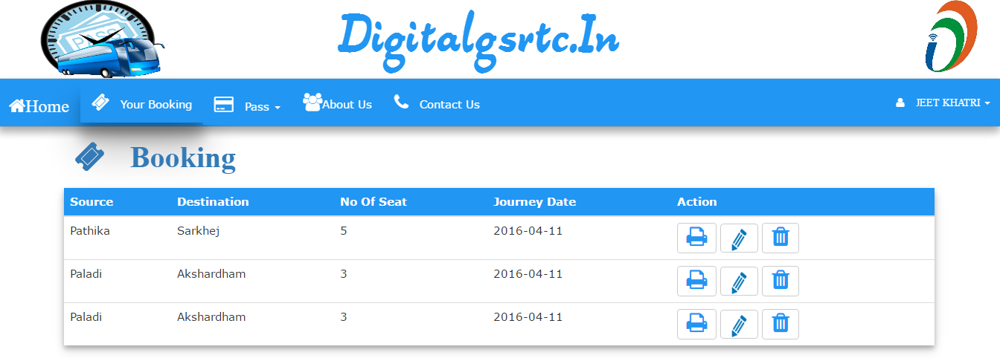 PASS
Digitalgsrtc.In
Home Your Booking Pass About Us Contact Us JEET KHATRI
Booking
Source Destination No Of Seat Journey Date Action
Pathika Sarkhej 5 2016-04-11
Paladi Akshardham 3 2016-04-11
Paladi Akshardham 3 2016-04-11